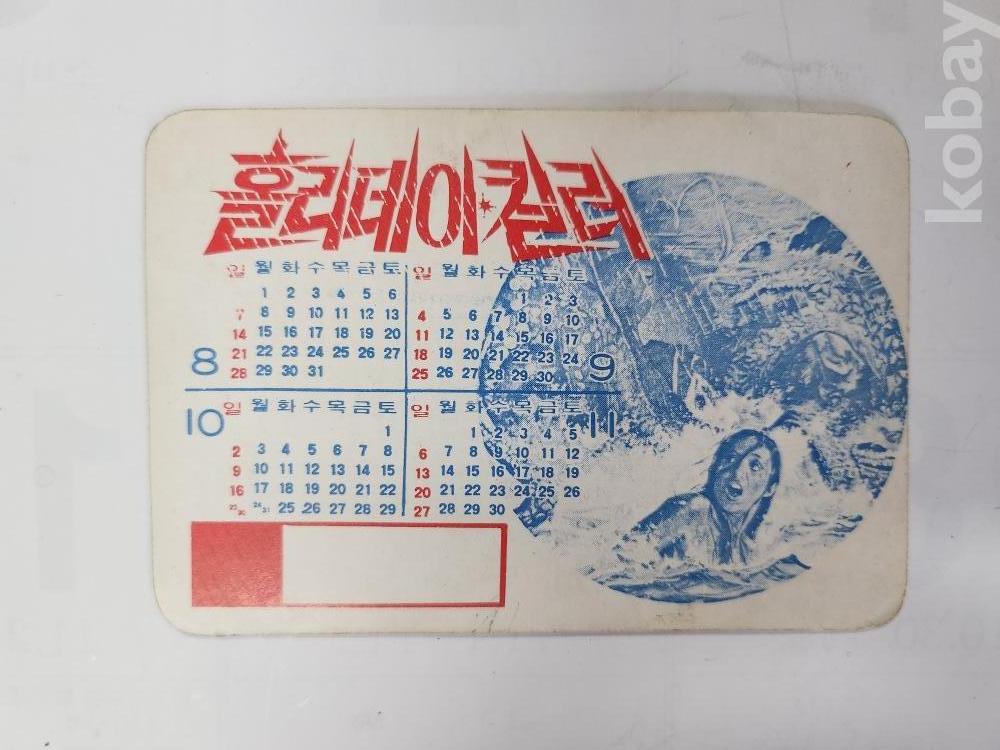 홀리데이·킬러
일 월 화 수 목 금 토
1 2 3 4 5 6
7 8 9 10 11 12 13
14 15 16 17 18 19 20
21 22 23 24 25 26 27
28 29 30 31
8
일 월 화 수 목 금 토
1 2 3
4 5 6 7 8 9 10
11 12 13 14 15 16 17
18 19 20 21 22 23 24
25 26 27 28 29 30
9
10
일 월 화 수 목 금 토
1
2 3 4 5 6 7 8
9 10 11 12 13 14 15
16 17 18 19 20 21 22
23 30 24 31 25 26 27 28 29
일 월 화 수 목 금 토
1 2 3 4 5
6 7 8 9 10 11 12
13 14 15 16 17 18 19
20 21 22 23 24 25 26
27 28 29 30
11
kobay